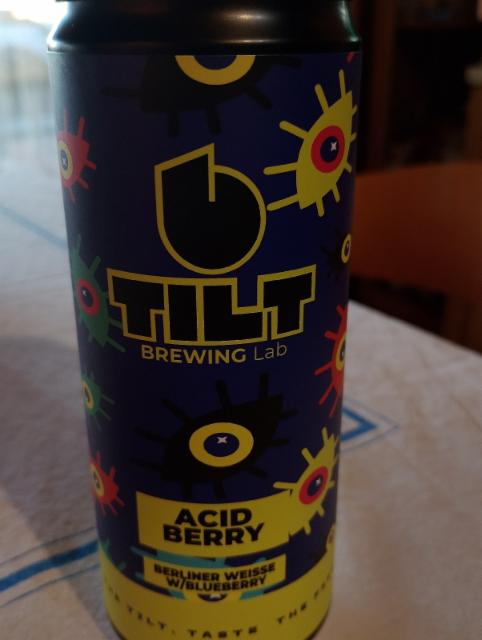 TILT
BREWING Lab
ACID
BERRY
BERLINER WEISSE
W/BLUEBERRY
TILT. TASTE THE